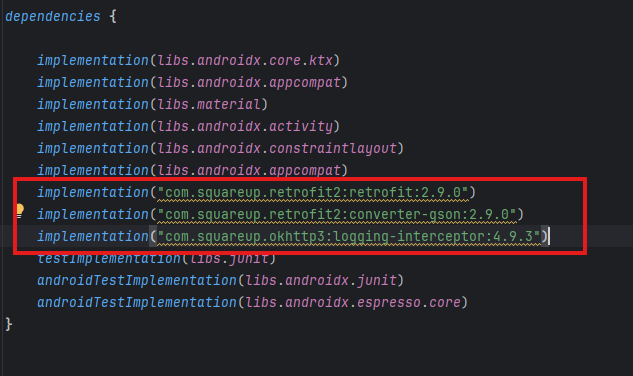 dependencies {
implementation(libs.androidx.core.ktx)
implementation(libs.androidx.appcompat)
implementation(libs.material)
implementation(libs.androidx.activity)
implementation(libs.androidx.constraintlayout)
implementation(libs.androidx.appcompat)
implementation("com.squareup.retrofit2:retrofit:2.9.0")
implementation("com.squareup.retrofit2:converter-gson:2.9.0")
implementation("com.squareup.okhttp3:logging-interceptor:4.9.3")
testImplementation(libs.junit)
androidTestImplementation(libs.androidx.junit)
androidTestImplementation(libs.androidx.espresso.core)
}